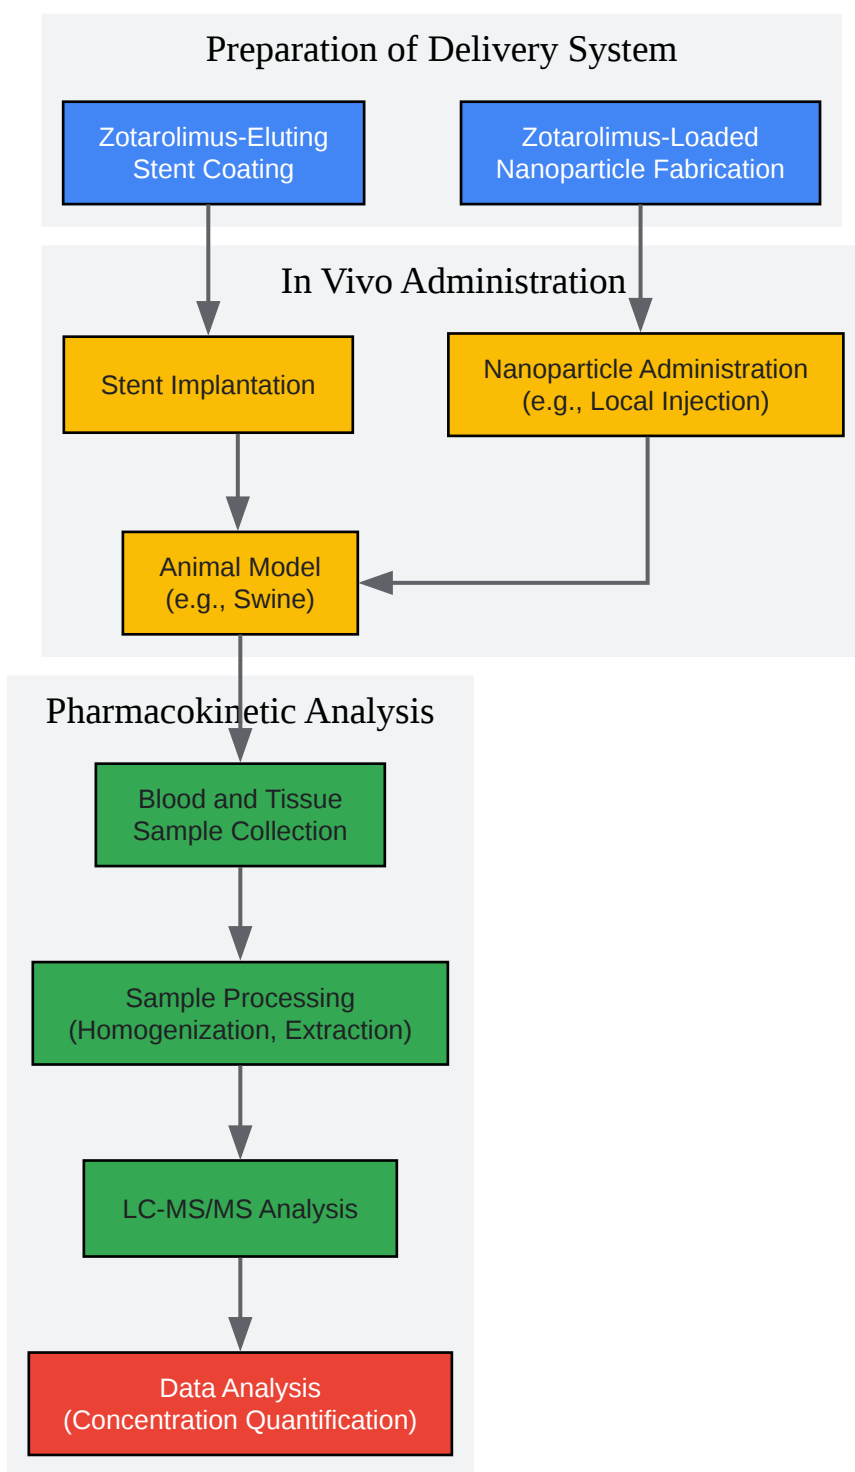 Preparation of Delivery System
Zotarolimus-Eluting
Stent Coating
Zotarolimus-Loaded
Nanoparticle Fabrication
In Vivo Administration
Stent Implantation
Nanoparticle Administration
(e.g., Local Injection)
Animal Model
(e.g., Swine)
Pharmacokinetic Analysis
Blood and Tissue
Sample Collection
Sample Processing
(Homogenization, Extraction)
LC-MS/MS Analysis
Data Analysis
(Concentration Quantification)